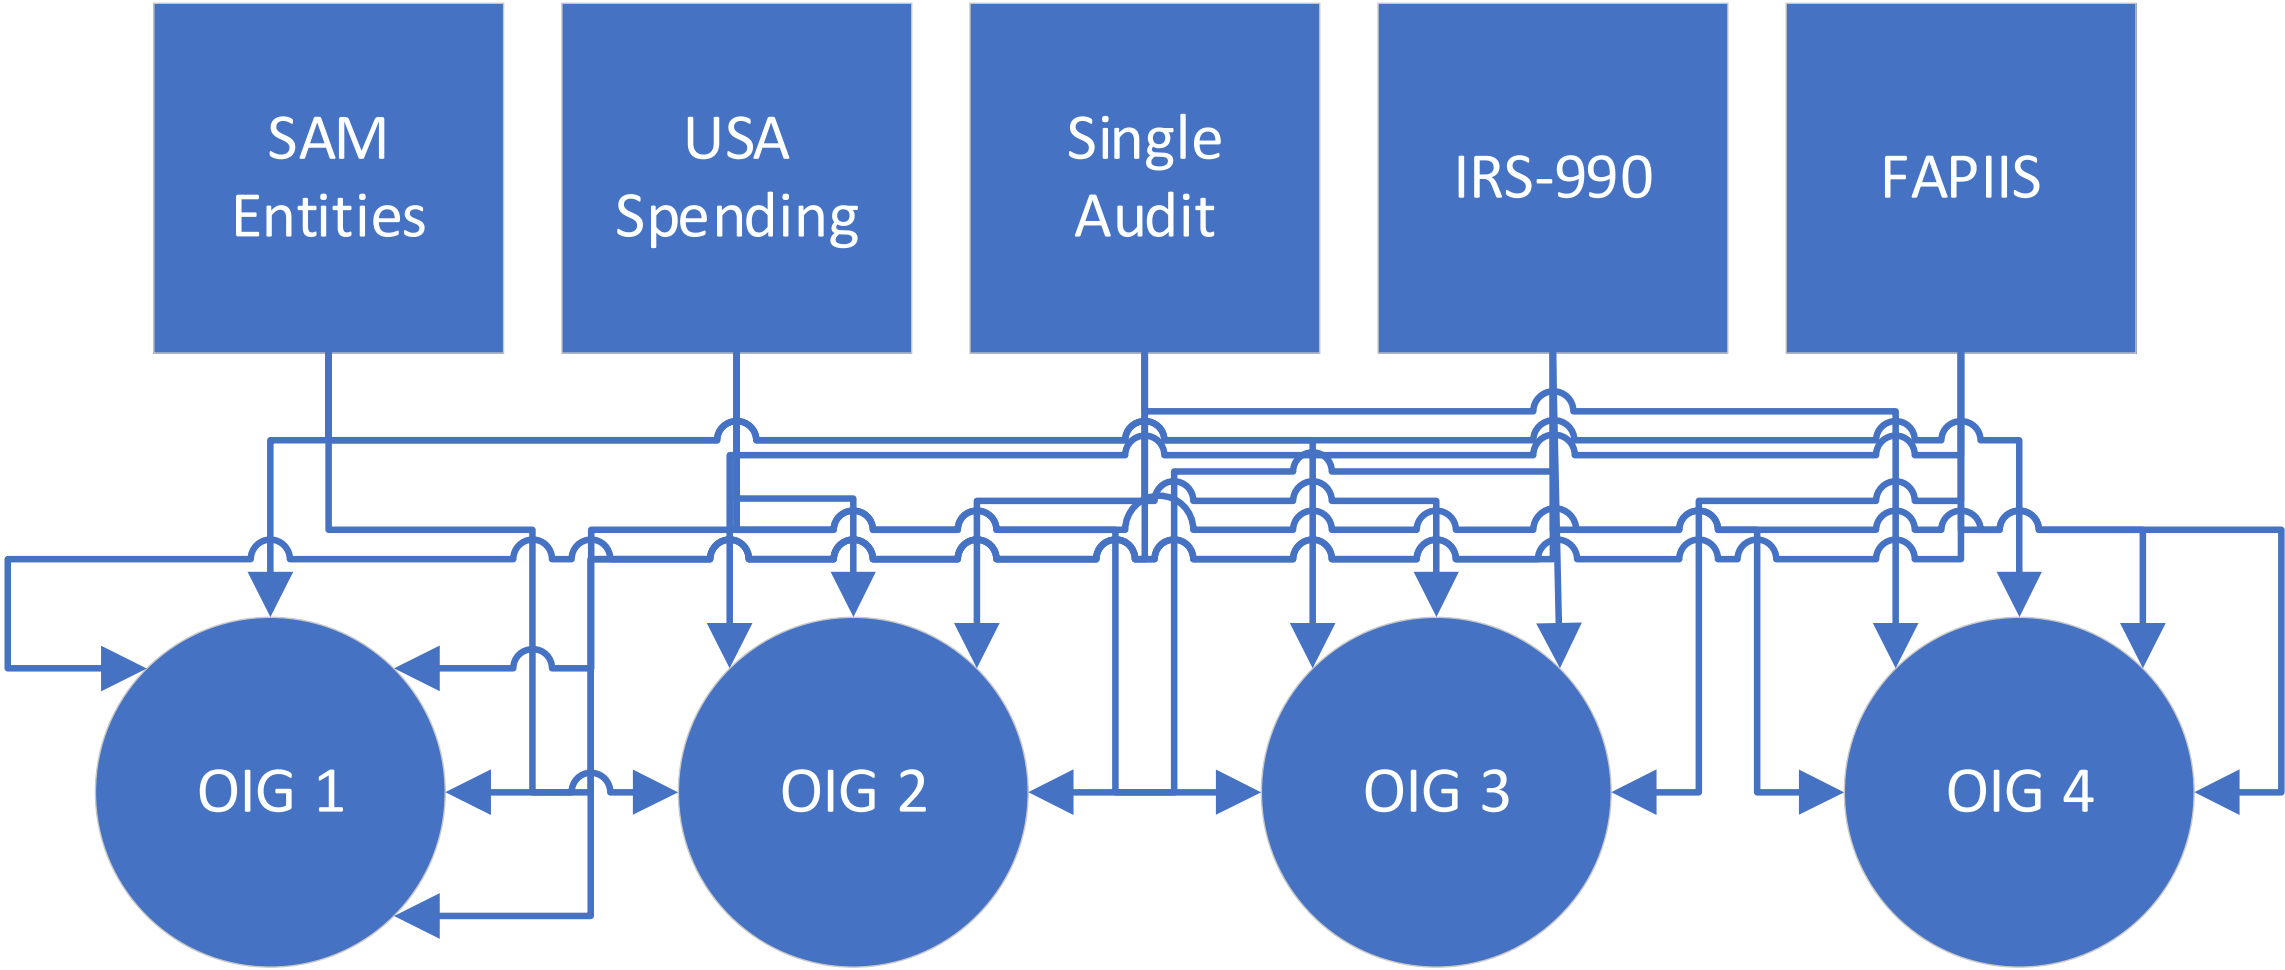 SAM
Entities
USA
Spending
Single
Audit
IRS-990
FAPIIS
OIG 1
OIG 2
OIG 3
OIG 4